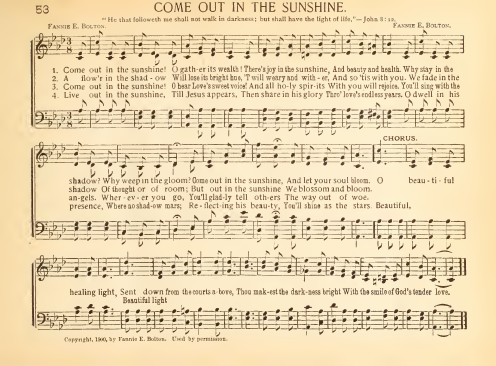 53
COME OUT IN THE SUNSHINE.
"He that followeth me shall not walk in darkness; but shall have the light of life,"—John 8: 12,
FANNIE E. BOLTON. FANNIE E. BOLTON.
1. Come out in the sunshine! O gath-er its wealth! There's joy in the sunshine, And beauty and health. Why stay in the
2. A flow'r in the shad-ow Will lose its bright hue, 'T will weary and with-er, And so 'tis with you. We fade in the
3. Come out in the sunshine! O hear Love's sweet voice! And all ho-ly spir-its With you will rejoice. You'll sing with the
4 Live out in the sunshine, Till Jesus appears, Then share in his glory Thro' love's endless years. O dwell in his
CHORUS.
shadow? Why weep in the gloom? Come out in the sunshine, And let your soul bloom. O beau-ti-ful
shadow Of thought or of room; But out in the sunshine We blossom and bloom.
an-gels. Wher-ev-er you go, You'll glad-ly tell oth-ers The way out of woe.
presence, Where no shad-ow mars; Re-flect-ing his beau-ty, You'll shine as the stars. Beautiful,
healing light, Sent down from the courts a-bove, Thou mak-est the dark-ness bright With the smile of God's tender love.
Beautiful light
Copyright, 1900, by Fannie E. Bolton. Used by permission.